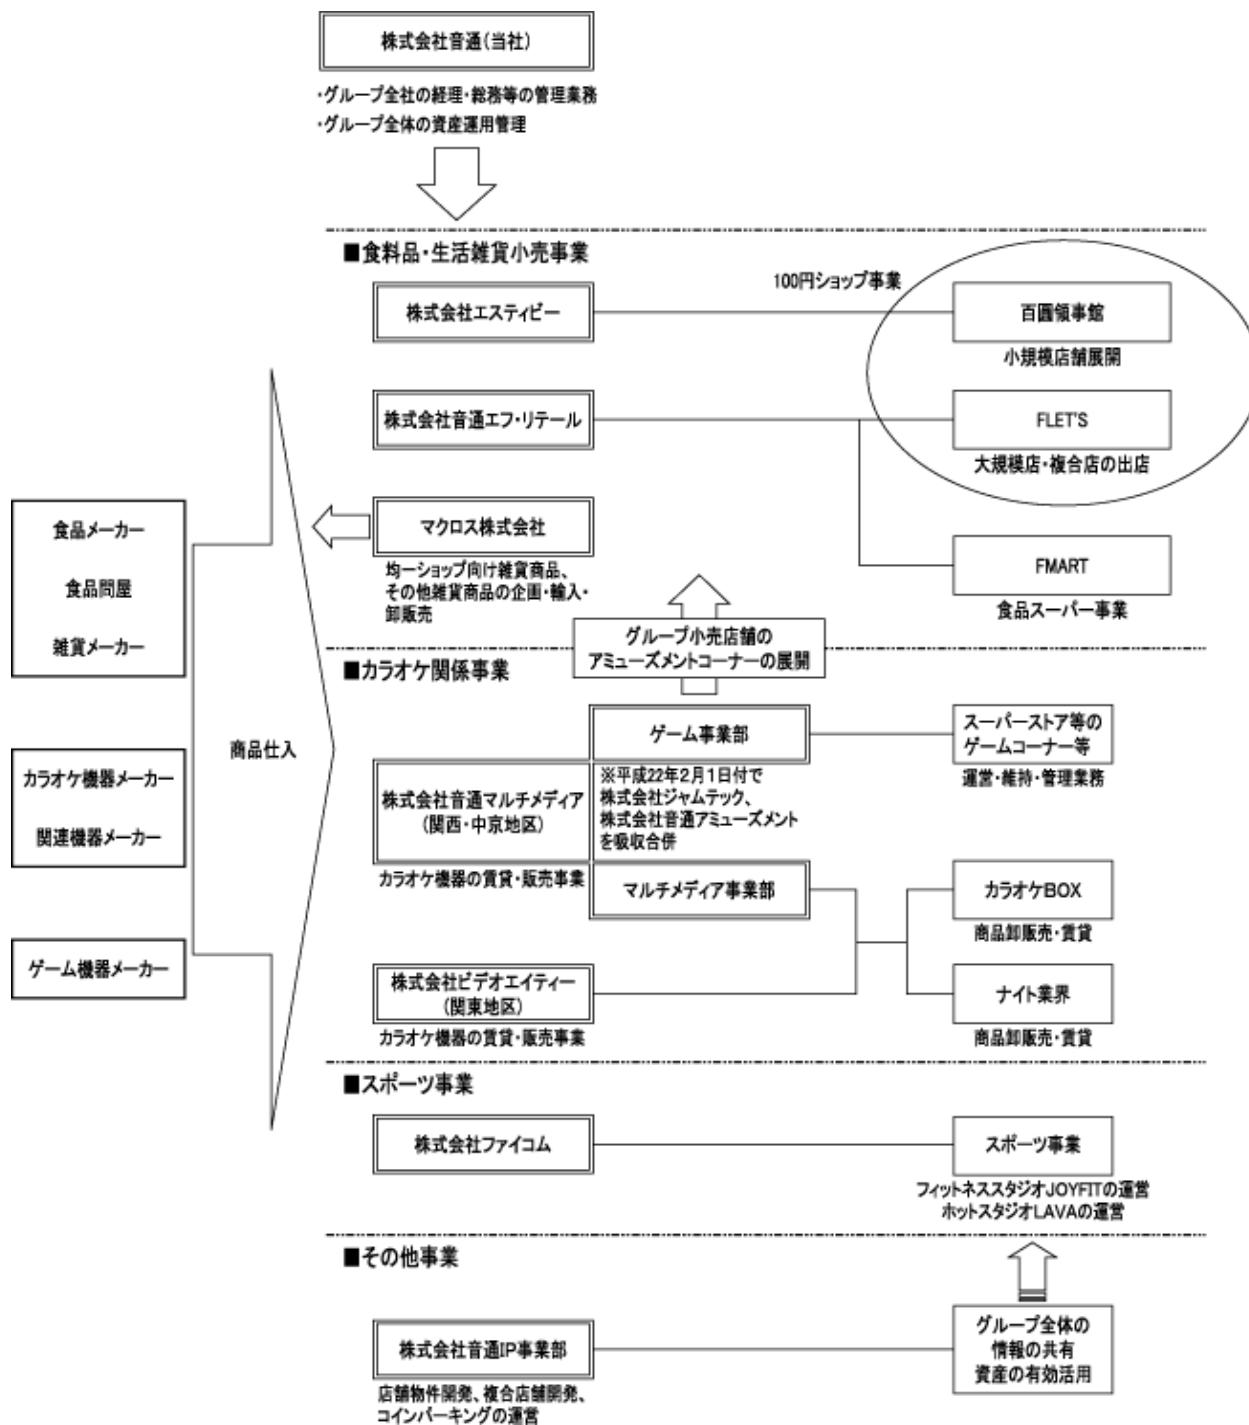 株式会社音通(当社)
・グループ全社の経理・総務等の管理業務
・グループ全体の資産運用管理
■食料品・生活雑貨小売事業
100円ショップ事業
株式会社エスティビー
百圓領事館
小規模店舗展開
株式会社音通エフ・リテール
FLET'S
大規模店・複合店の出店
マクロス株式会社
均一ショップ向け雑貨商品、
その他雑貨商品の企画・輸入・
卸販売
FMART
食品スーパー事業
食品メーカー
食品問屋
雑貨メーカー
グループ小売店舗の
アミューズメントコーナーの展開
■カラオケ関係事業
商品仕入
カラオケ機器メーカー
関連機器メーカー
ゲーム機器メーカー
ゲーム事業部
スーパーストア等の
ゲームコーナー等
運営・維持・管理業務
株式会社音通マルチメディア
(関西・中京地区)
カラオケ機器の賃貸・販売事業
※平成22年2月1日付で
株式会社ジャムテック、
株式会社音通アミューズメント
を吸収合併
マルチメディア事業部
カラオケBOX
商品卸販売・賃貸
株式会社ビデオエイティー
(関東地区)
カラオケ機器の賃貸・販売事業
ナイト業界
商品卸販売・賃貸
■スポーツ事業
株式会社ファイコム
スポーツ事業
フィットネススタジオJOYFITの運営
ホットスタジオLAVAの運営
■その他事業
株式会社音通IP事業部
店舗物件開発、複合店舗開発、
コインパーキングの運営
グループ全体の
情報の共有
資産の有効活用